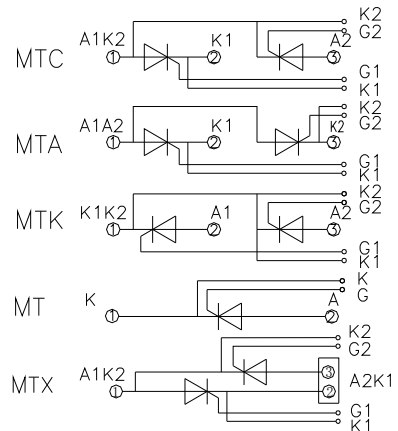 K2
A1K2 K1 A2 G2
MTC 1 2 3
G1
K1
K2
A1A2 K1 K2 G2
MTA 1 2 3
G1
K1
K2
K1K2 A1 A2 G2
MTK 1 2 3
G1
K1
K
K A G
MT 1 2
K2
G2
A1K2 3
MTX 1 2 A2K1
G1
K1